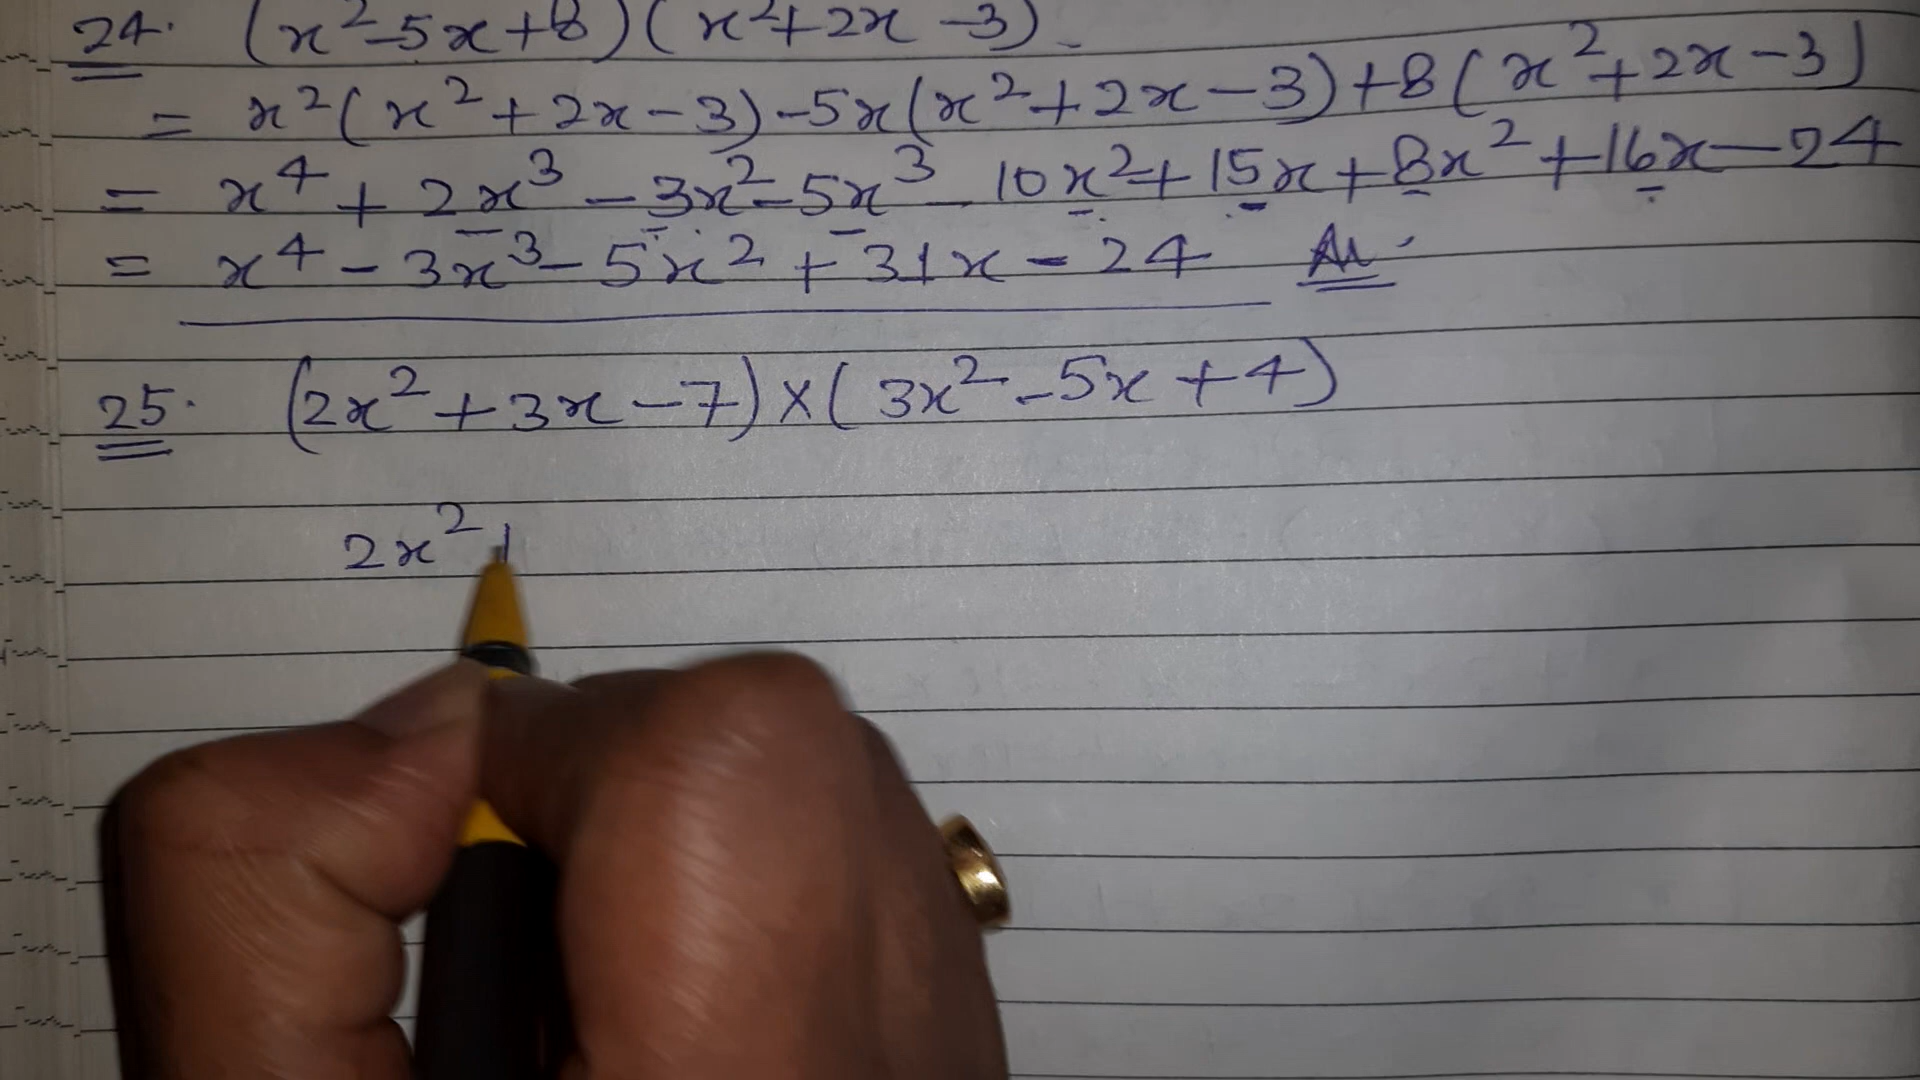 24. (x²-5x+8)(x²+2x-3)
= x²(x²+2x-3)-5x(x²+2x-3)+8(x²+2x-3)
= x⁴+2x³-3x²-5x³-10x²+15x+8x²+16x-24
= x⁴-3x³-5x²+31x-24
25. (2x²+3x-7)×(3x²-5x+4)
2x²